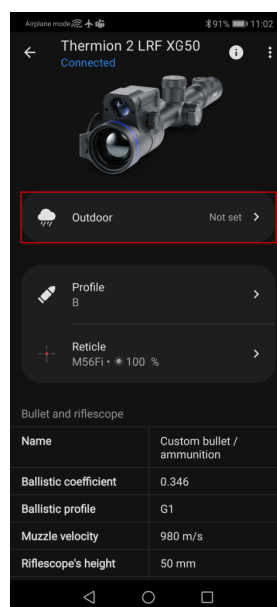 Airplane mode 91% 11:02
Thermion 2 LRF XG50
Connected
Outdoor Not set
Profile
B
Reticle
M56Fi • 100 %
Bullet and riflescope
Name Custom bullet /
ammunition
Ballistic coefficient 0.346
Ballistic profile G1
Muzzle velocity 980 m/s
Riflescope's height 50 mm